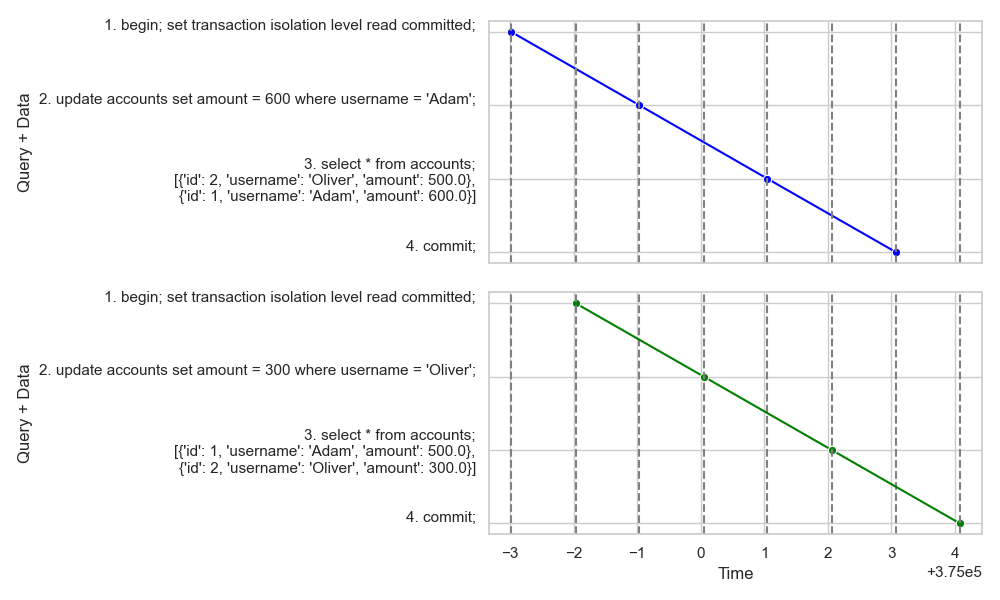 1. begin; set transaction isolation level read committed;
2. update accounts set amount = 600 where username = 'Adam';
3. select * from accounts;
[{'id': 2, 'username': 'Oliver', 'amount': 500.0},
{'id': 1, 'username': 'Adam', 'amount': 600.0}]
4. commit;
Query + Data
1. begin; set transaction isolation level read committed;
2. update accounts set amount = 300 where username = 'Oliver';
3. select * from accounts;
[{'id': 1, 'username': 'Adam', 'amount': 500.0},
{'id': 2, 'username': 'Oliver', 'amount': 300.0}]
4. commit;
Query + Data
−3 −2 −1 0 1 2 3 4
+3.75e5
Time